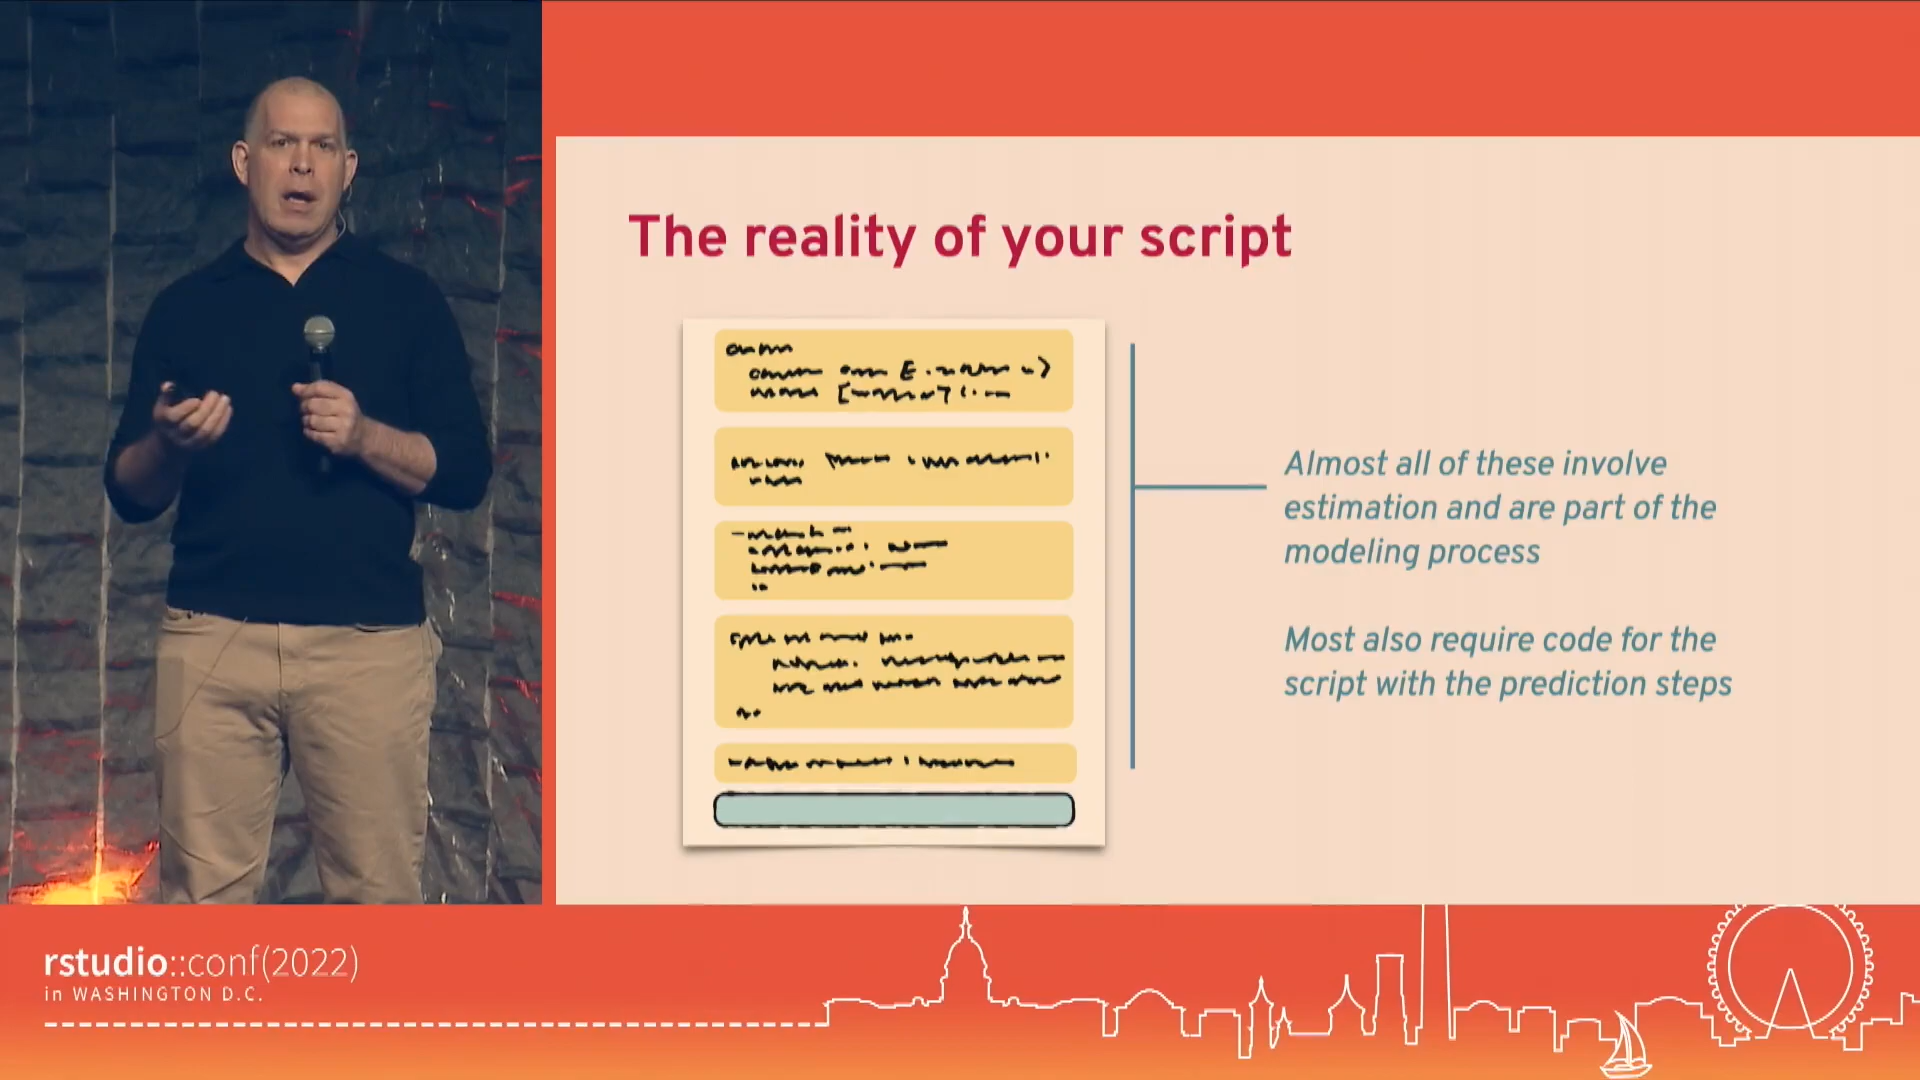 The reality of your script
Almost all of these involve
estimation and are part of the
modeling process
Most also require code for the
script with the prediction steps
rstudio::conf(2022)
in WASHINGTON D.C.